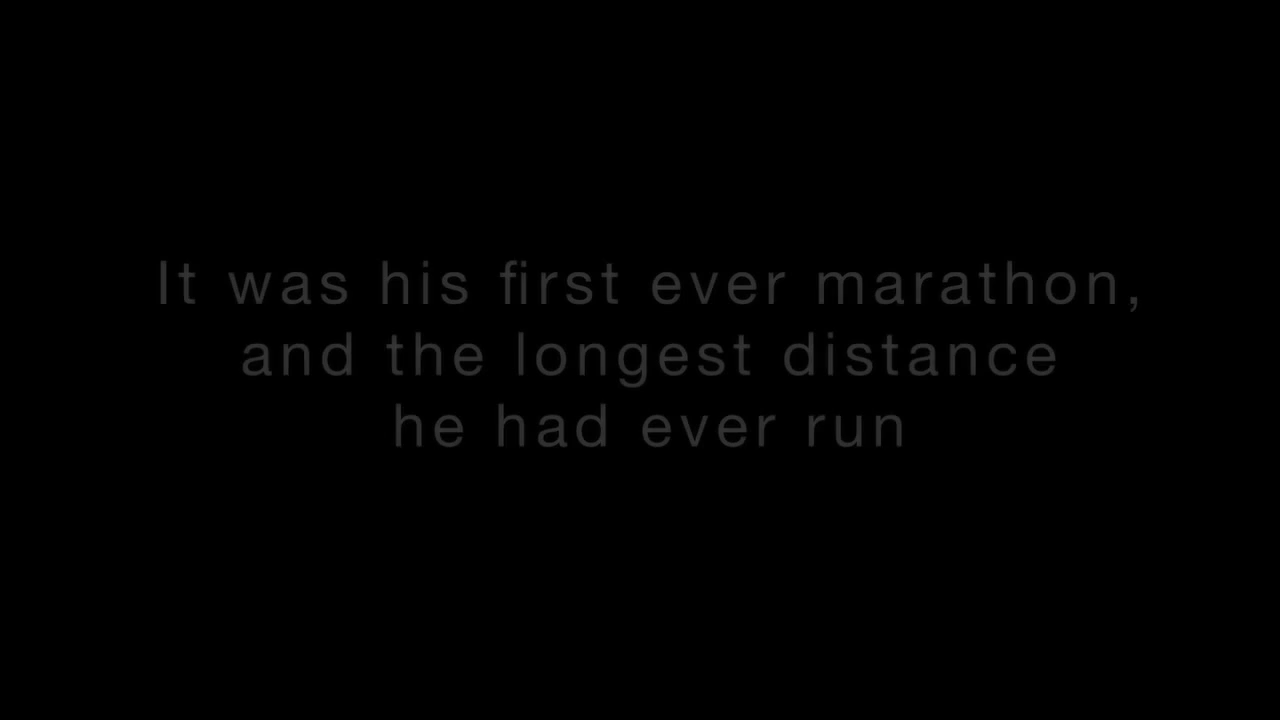 It was his first ever marathon,
and the longest distance
he had ever run